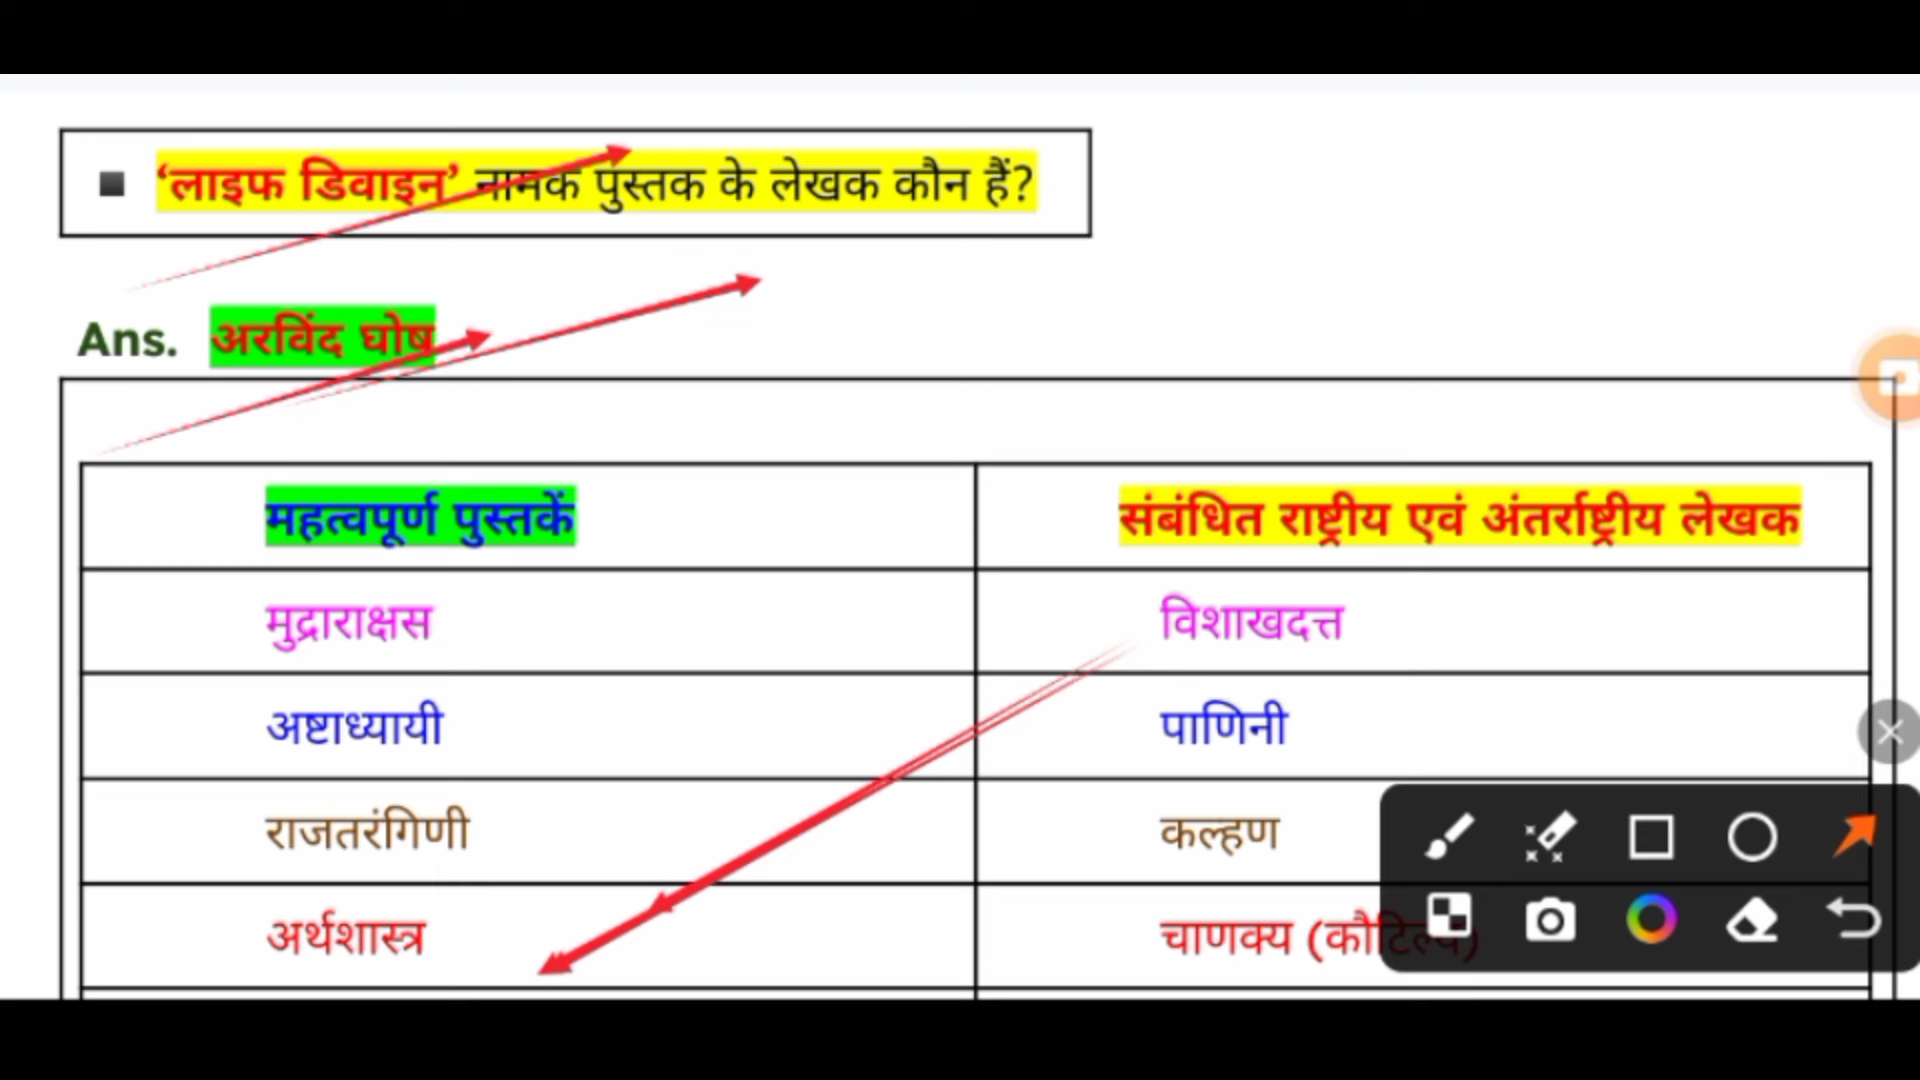 ‘लाइफ डिवाइन’ नामक पुस्तक के लेखक कौन हैं?
Ans. अरविंद घोष
महत्वपूर्ण पुस्तकें संबंधित राष्ट्रीय एवं अंतर्राष्ट्रीय लेखक
मुद्राराक्षस विशाखदत्त
अष्टाध्यायी पाणिनी
राजतरंगिणी कल्हण
अर्थशास्त्र चाणक्य (कौटिल्य)